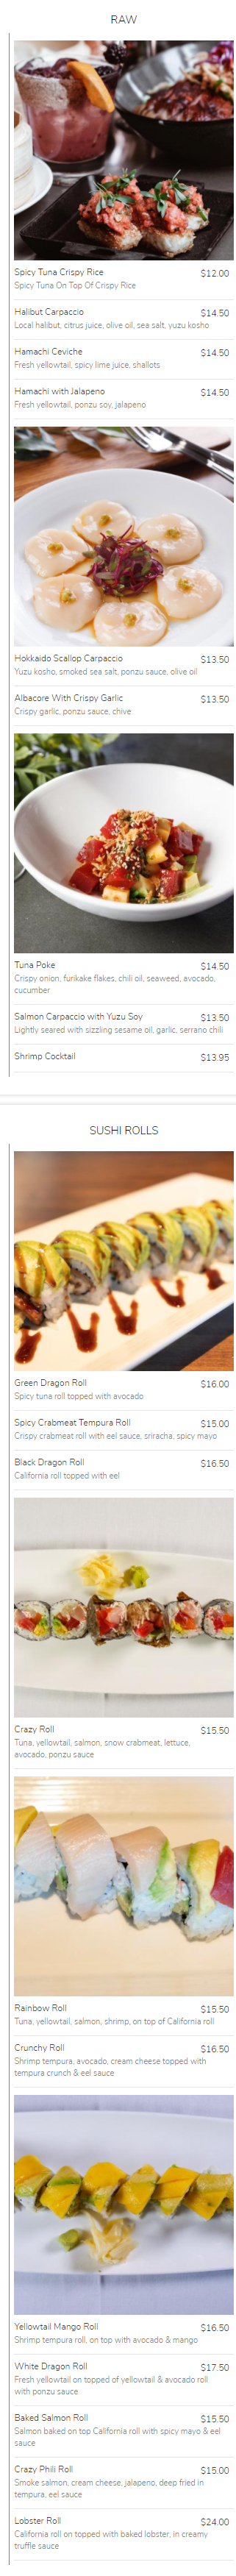 RAW
Spicy Tuna Crispy Rice $12.00
Spicy Tuna On Top Of Crispy Rice
Halibut Carpaccio $14.50
Local halibut, citrus juice, olive oil, sea salt, yuzu kosho
Hamachi Ceviche $14.50
Fresh yellowtail, spicy lime juice, shallots
Hamachi with Jalapeno $14.50
Fresh yellowtail, ponzu soy, jalapeno
Hokkaido Scallop Carpaccio $13.50
Yuzu kosho, smoked sea salt, ponzu sauce, olive oil
Albacore With Crispy Garlic $13.50
Crispy garlic, ponzu sauce, chive
Tuna Poke $14.50
Crispy onion, furikake flakes, chili oil, seaweed, avocado,
cucumber
Salmon Carpaccio with Yuzu Soy $13.50
Lightly seared with sizzling sesame oil, garlic, serrano chili
Shrimp Cocktail $13.95
SUSHI ROLLS
Green Dragon Roll $16.00
Spicy tuna roll topped with avocado
Spicy Crabmeat Tempura Roll $15.00
Crispy crabmeat roll with eel sauce, sriracha, spicy mayo
Black Dragon Roll $16.50
California roll topped with eel
Crazy Roll $15.50
Tuna, yellowtail, salmon, snow crabmeat, lettuce,
avocado, ponzu sauce
Rainbow Roll $15.50
Tuna, yellowtail, salmon, shrimp, on top of California roll
Crunchy Roll $16.50
Shrimp tempura, avocado, cream cheese topped with
tempura crunch & eel sauce
Yellowtail Mango Roll $16.50
Shrimp tempura roll, on top with avocado & mango
White Dragon Roll $17.50
Fresh yellowtail on topped of yellowtail & avocado roll
with ponzu sauce
Baked Salmon Roll $15.50
Salmon baked on top California roll with spicy mayo & eel
sauce
Crazy Phili Roll $15.00
Smoke salmon, cream cheese, jalapeno, deep fried in
tempura, eel sauce
Lobster Roll $24.00
California roll on topped with baked lobster, in creamy
truffle sauce